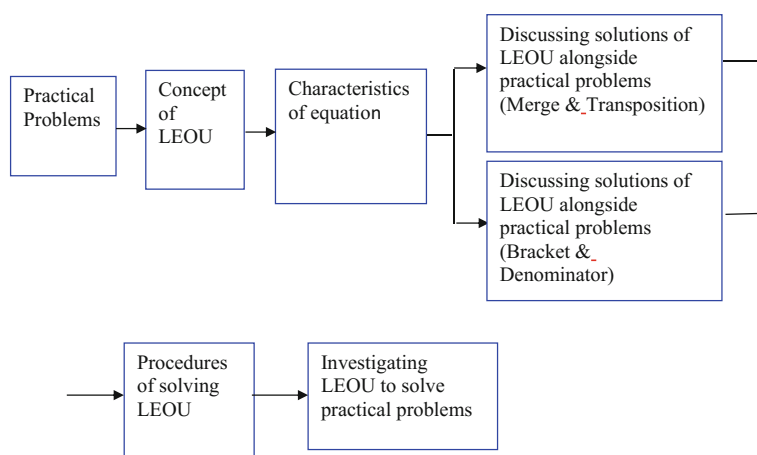 Practical
Problems
Concept
of
LEOU
Characteristics
of equation
Discussing solutions of
LEOU alongside
practical problems
(Merge & Transposition)
Discussing solutions of
LEOU alongside
practical problems
(Bracket &
Denominator)
Procedures
of solving
LEOU
Investigating
LEOU to solve
practical problems